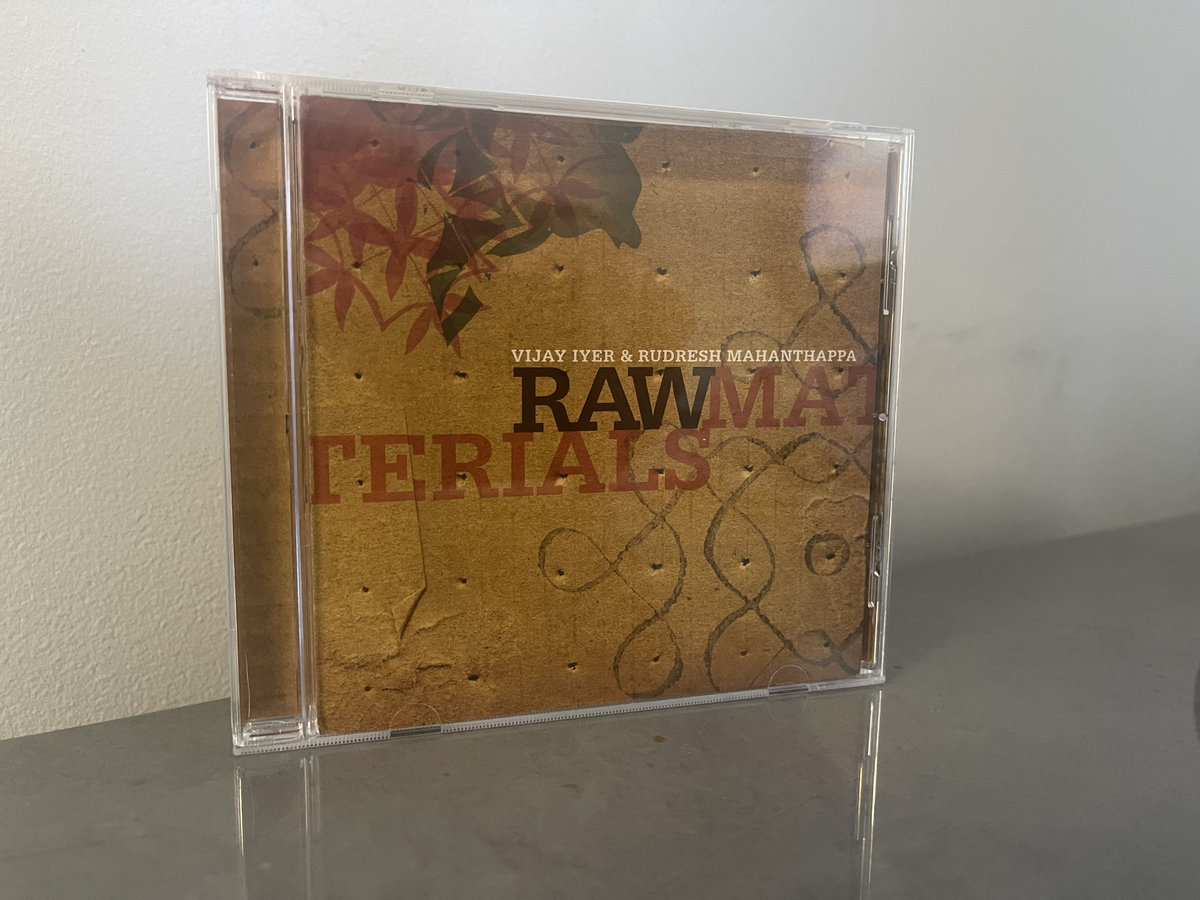 VIJAY IYER & RUDRESH MAHANTHAPPA
RAWMAT
TERIALS